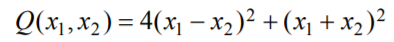 Q(x₁,x₂) = 4(x₁ − x₂)² + (x₁ + x₂)²